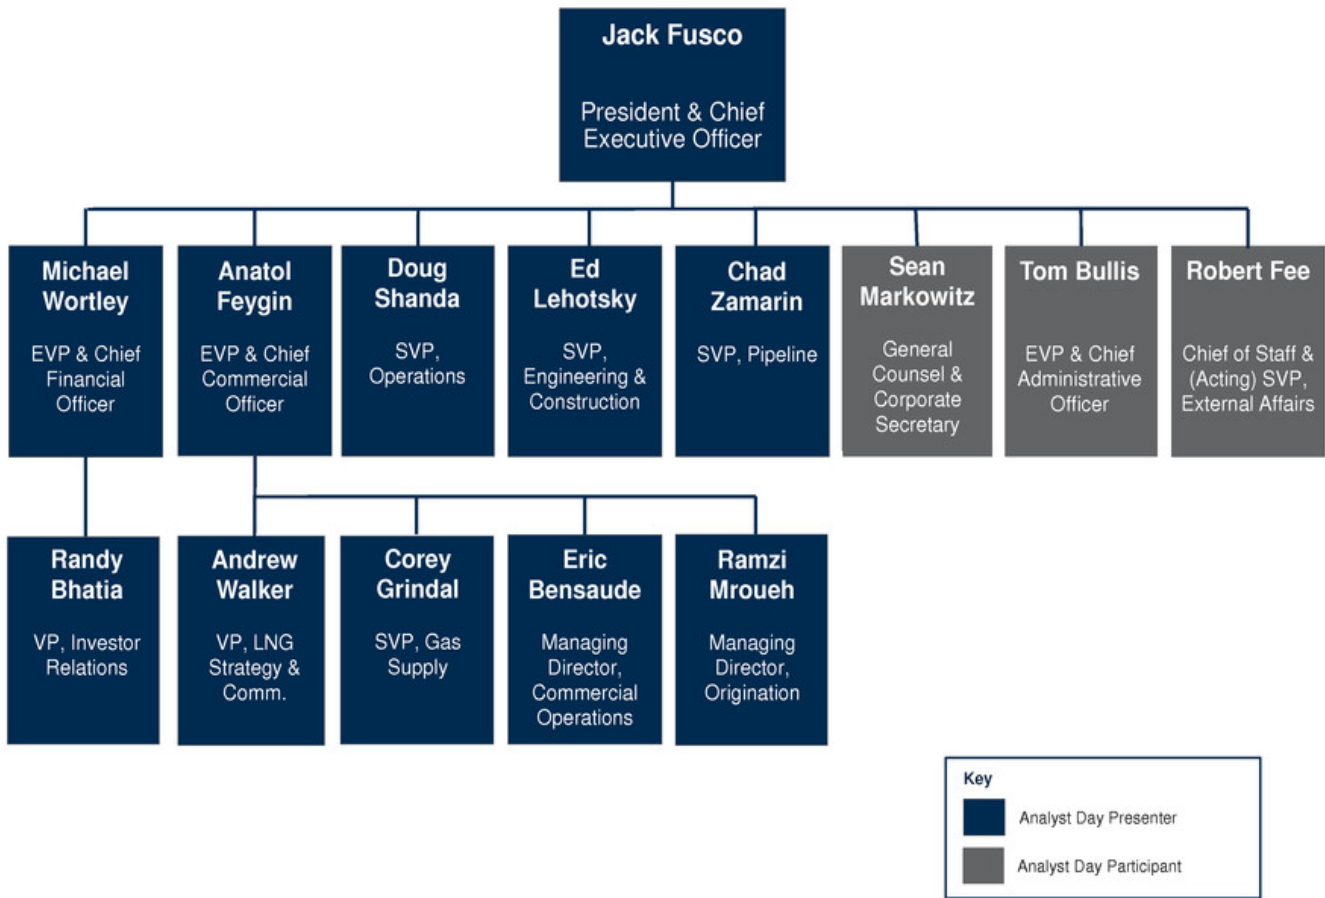 Jack Fusco
President & Chief
Executive Officer
Michael
Wortley
EVP & Chief
Financial
Officer
Anatol
Feygin
EVP & Chief
Commercial
Officer
Doug
Shanda
SVP,
Operations
Ed
Lehotsky
SVP,
Engineering &
Construction
Chad
Zamarin
SVP, Pipeline
Sean
Markowitz
General
Counsel &
Corporate
Secretary
Tom Bullis
EVP & Chief
Administrative
Officer
Robert Fee
Chief of Staff &
(Acting) SVP,
External Affairs
Randy
Bhatia
VP, Investor
Relations
Andrew
Walker
VP, LNG
Strategy &
Comm.
Corey
Grindal
SVP, Gas
Supply
Eric
Bensaude
Managing
Director,
Commercial
Operations
Ramzi
Mroueh
Managing
Director,
Origination
Key
Analyst Day Presenter
Analyst Day Participant